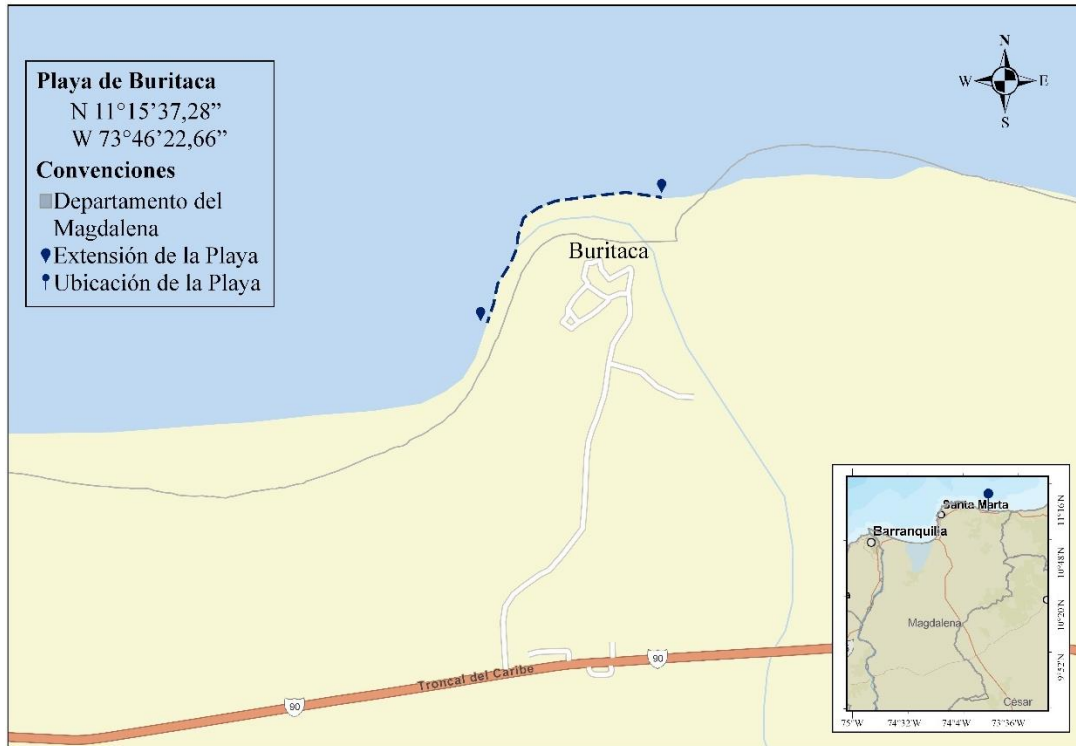 Playa de Buritaca
N 11°15'37,28”
W 73°46'22,66”
Convenciones
Departamento del
Magdalena
Extensión de la Playa
Ubicación de la Playa
N
W
E
S
Buritaca
Troncal del Caribe
90
90
90
Santa Marta
Barranquilla
Magdalena
Cesar
11°16'N
10°48'N
10°20'N
9°52'N
75°W
74°32'W
74°4'W
73°36'W